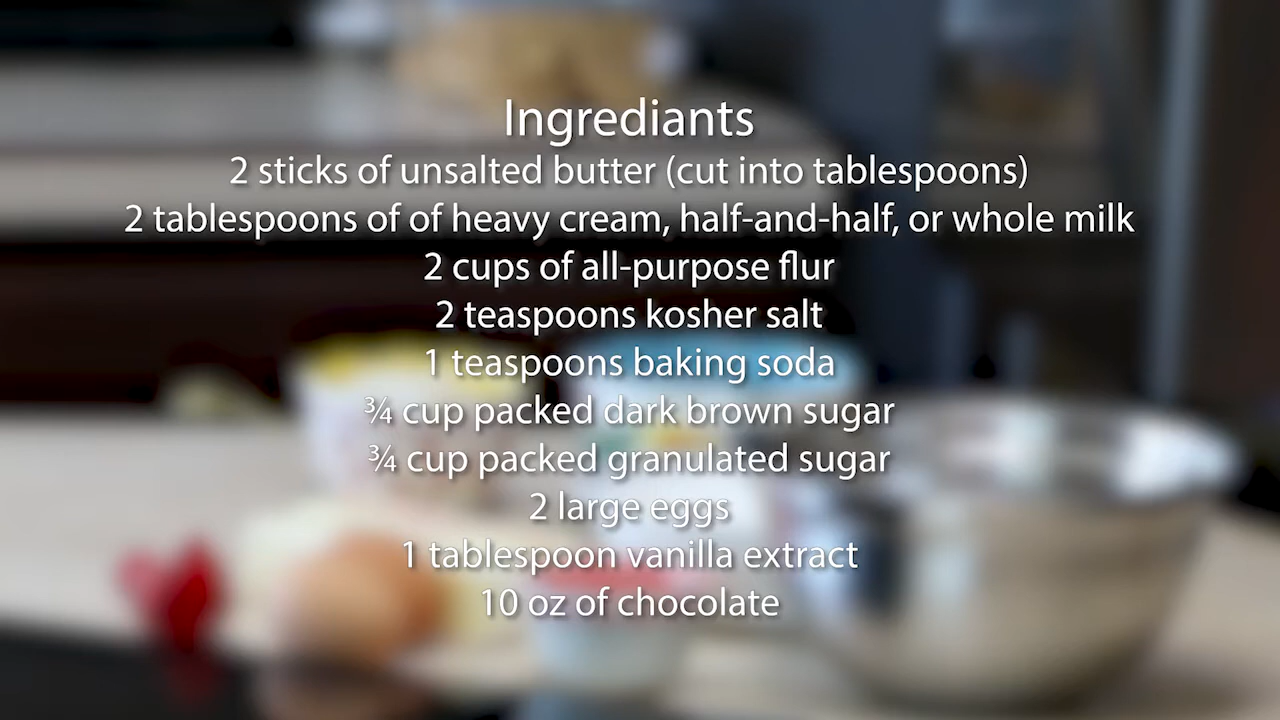 Ingrediants
2 sticks of unsalted butter (cut into tablespoons)
2 tablespoons of of heavy cream, half-and-half, or whole milk
2 cups of all-purpose flur
2 teaspoons kosher salt
1 teaspoons baking soda
¾ cup packed dark brown sugar
¾ cup packed granulated sugar
2 large eggs
1 tablespoon vanilla extract
10 oz of chocolate